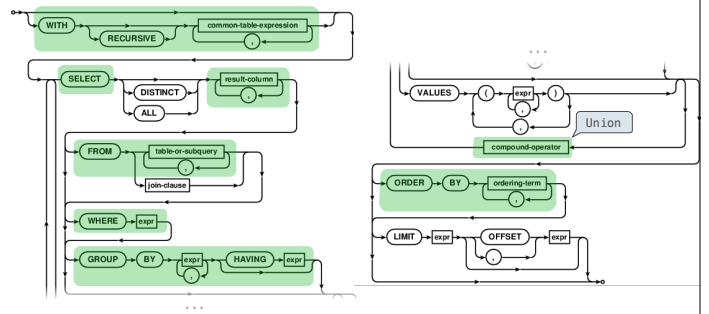 WITH RECURSIVE common-table-expression ,
SELECT DISTINCT ALL result-column ,
FROM table-or-subquery , join-clause
WHERE expr
GROUP BY expr , HAVING expr
...
...
,
VALUES ( expr , ) ,
Union
compound-operator
ORDER BY ordering-term ,
LIMIT expr OFFSET , expr